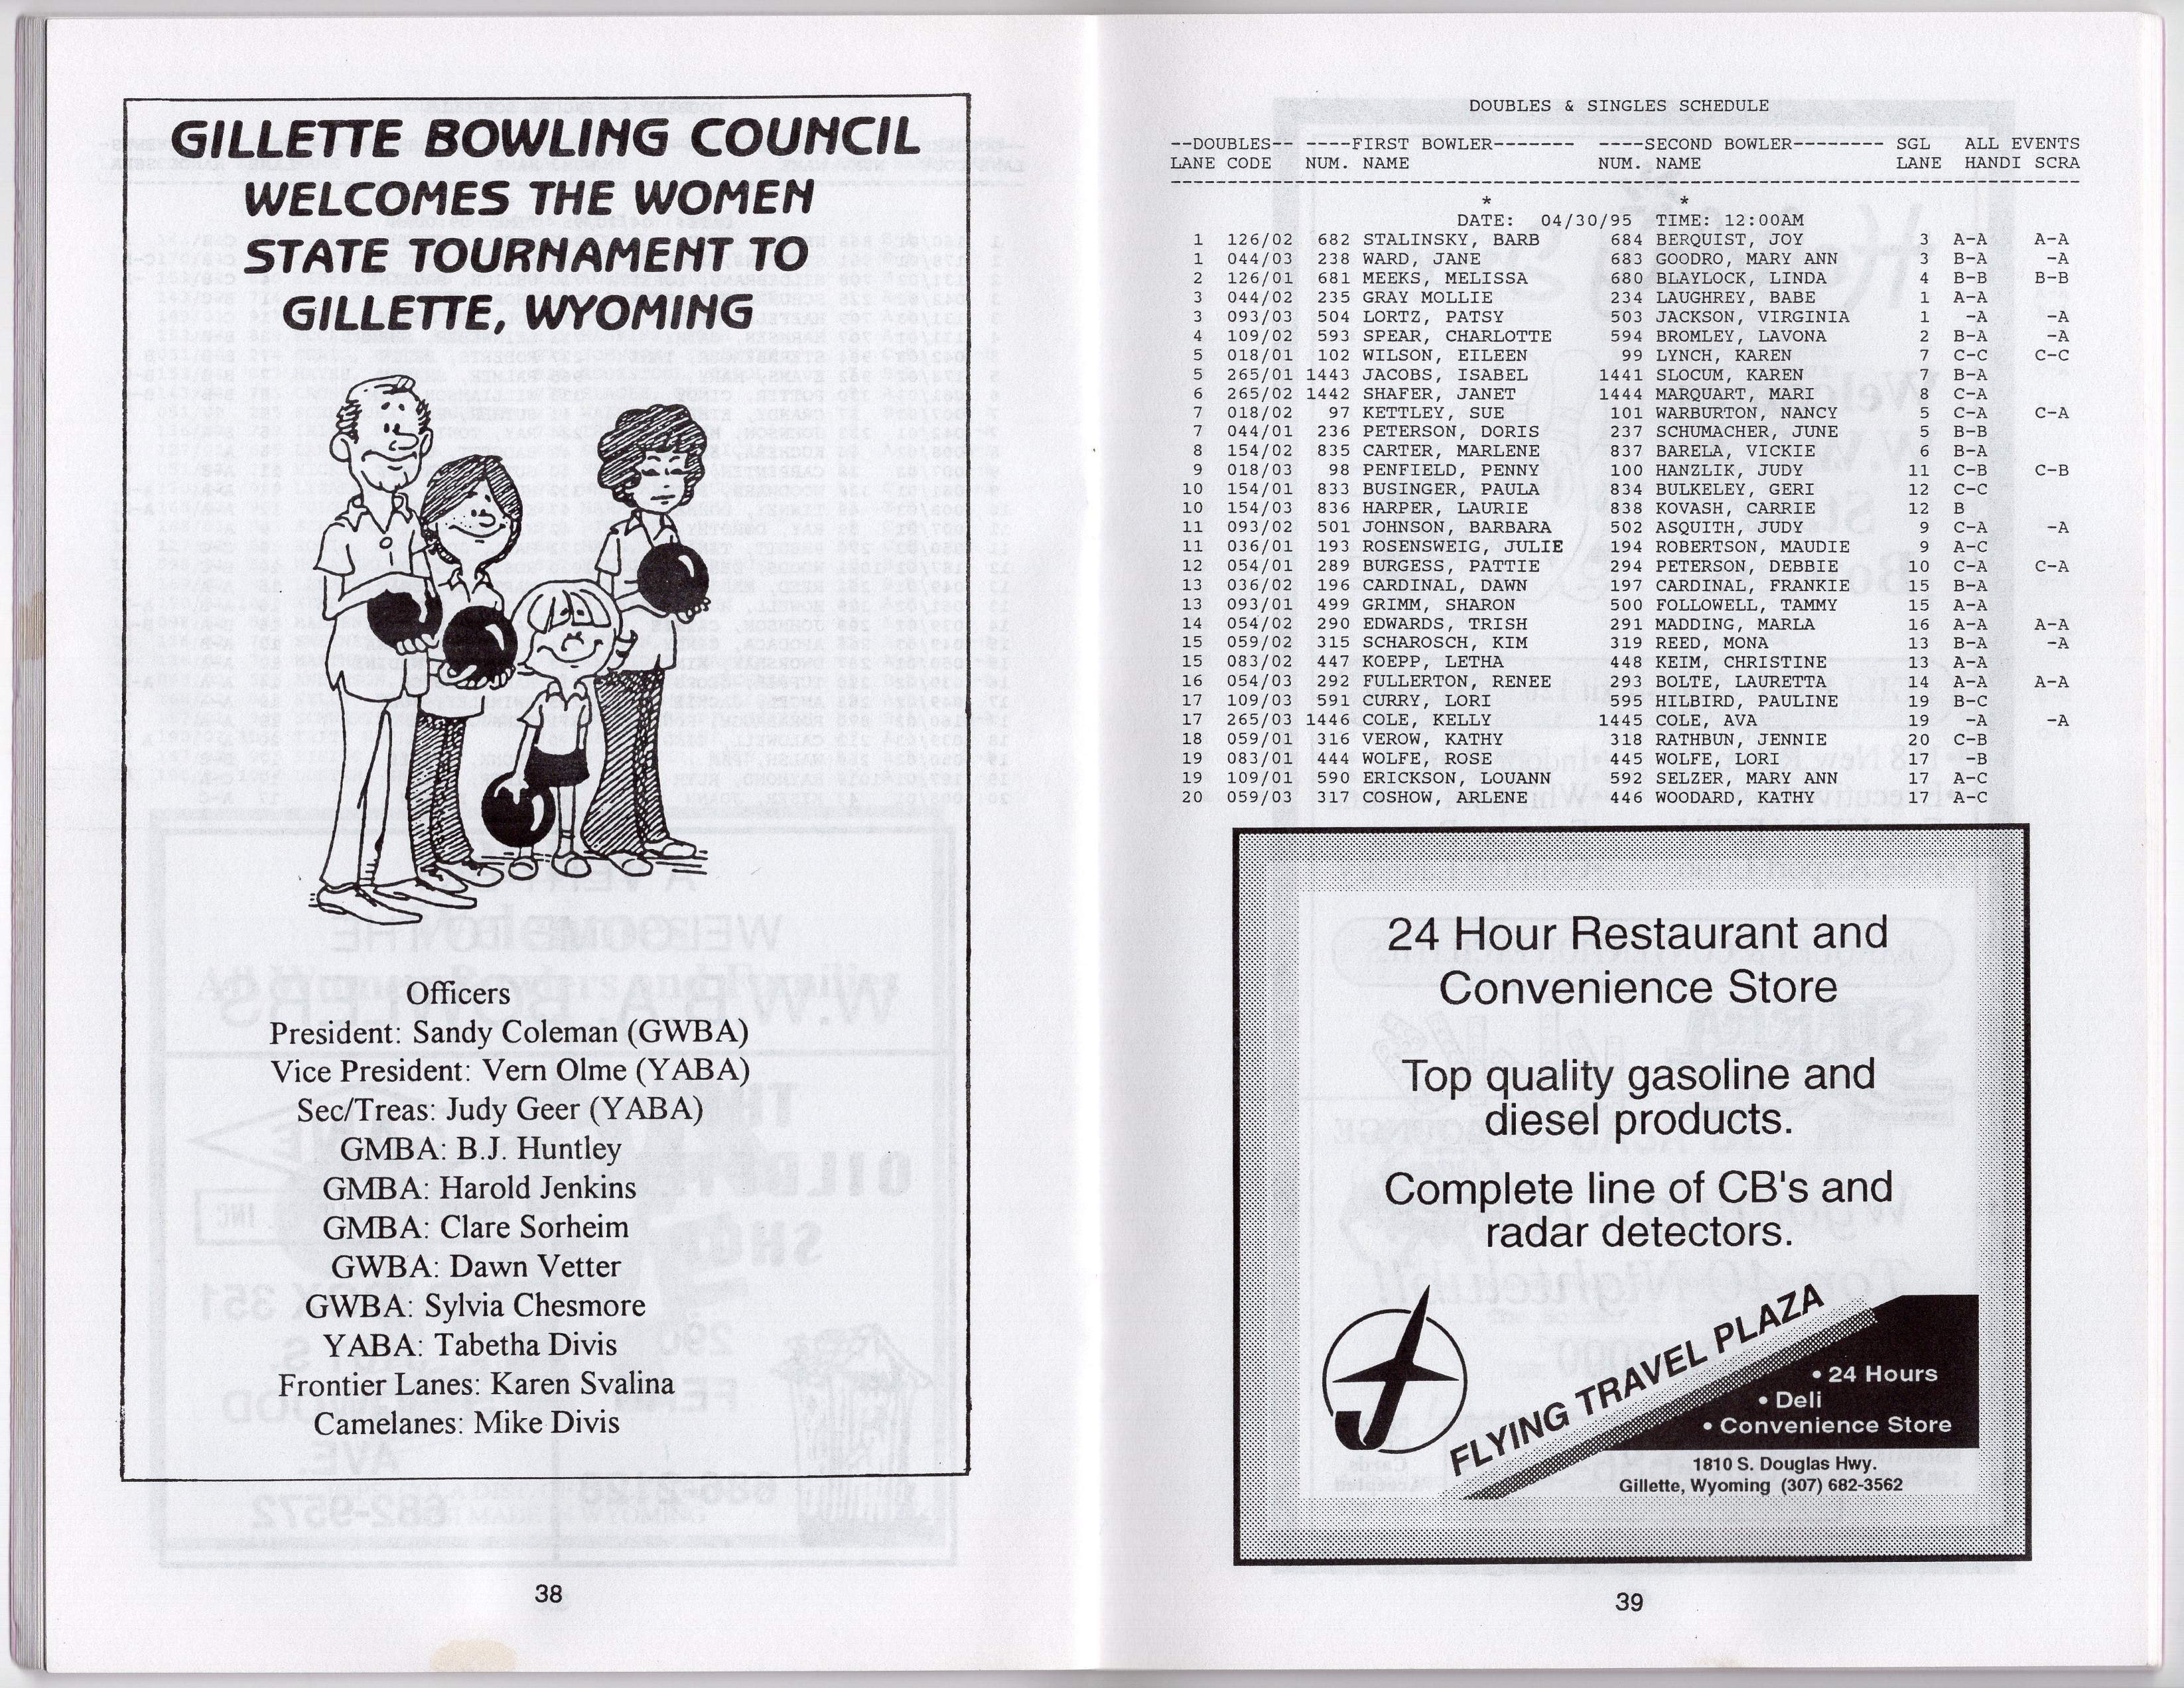 GILLETTE BOWLING COUNCIL
WELCOMES THE WOMEN
STATE TOURNAMENT TO
GILLETTE, WYOMING
Officers
President: Sandy Coleman (GWBA)
Vice President: Vern Olme (YABA)
Sec/Treas: Judy Geer (YABA)
GMBA: B.J. Huntley
GMBA: Harold Jenkins
GMBA: Clare Sorheim
GWBA: Dawn Vetter
GWBA: Sylvia Chesmore
YABA: Tabetha Divis
Frontier Lanes: Karen Svalina
Camelanes: Mike Divis
38
DOUBLES & SINGLES SCHEDULE
--DOUBLES-- ----FIRST BOWLER------- ----SECOND BOWLER-------- SGL ALL EVENTS
LANE CODE NUM. NAME NUM. NAME LANE HANDI SCRA
* *
DATE: 04/30/95 TIME: 12:00AM
1 126/02 682 STALINSKY, BARB 684 BERQUIST, JOY 3 A-A A-A
1 044/03 238 WARD, JANE 683 GOODRO, MARY ANN 3 B-A -A
2 126/01 681 MEEKS, MELISSA 680 BLAYLOCK, LINDA 4 B-B B-B
3 044/02 235 GRAY MOLLIE 234 LAUGHREY, BABE 1 A-A
3 093/03 504 LORTZ, PATSY 503 JACKSON, VIRGINIA 1 -A -A
4 109/02 593 SPEAR, CHARLOTTE 594 BROMLEY, LAVONA 2 B-A -A
5 018/01 102 WILSON, EILEEN 99 LYNCH, KAREN 7 C-C C-C
5 265/01 1443 JACOBS, ISABEL 1441 SLOCUM, KAREN 7 B-A
6 265/02 1442 SHAFER, JANET 1444 MARQUART, MARI 8 C-A
7 018/02 97 KETTLEY, SUE 101 WARBURTON, NANCY 5 C-A C-A
7 044/01 236 PETERSON, DORIS 237 SCHUMACHER, JUNE 5 B-B
8 154/02 835 CARTER, MARLENE 837 BARELA, VICKIE 6 B-A
9 018/03 98 PENFIELD, PENNY 100 HANZLIK, JUDY 11 C-B C-B
10 154/01 833 BUSINGER, PAULA 834 BULKELEY, GERI 12 C-C
10 154/03 836 HARPER, LAURIE 838 KOVASH, CARRIE 12 B
11 093/02 501 JOHNSON, BARBARA 502 ASQUITH, JUDY 9 C-A -A
11 036/01 193 ROSENSWEIG, JULIE 194 ROBERTSON, MAUDIE 9 A-C
12 054/01 289 BURGESS, PATTIE 294 PETERSON, DEBBIE 10 C-A C-A
13 036/02 196 CARDINAL, DAWN 197 CARDINAL, FRANKIE 15 B-A
13 093/01 499 GRIMM, SHARON 500 FOLLOWELL, TAMMY 15 A-A
14 054/02 290 EDWARDS, TRISH 291 MADDING, MARLA 16 A-A A-A
15 059/02 315 SCHAROSCH, KIM 319 REED, MONA 13 B-A -A
15 083/02 447 KOEPP, LETHA 448 KEIM, CHRISTINE 13 A-A
16 054/03 292 FULLERTON, RENEE 293 BOLTE, LAURETTA 14 A-A A-A
17 109/03 591 CURRY, LORI 595 HILBIRD, PAULINE 19 B-C
17 265/03 1446 COLE, KELLY 1445 COLE, AVA 19 -A -A
18 059/01 316 VEROW, KATHY 318 RATHBUN, JENNIE 20 C-B
19 083/01 444 WOLFE, ROSE 445 WOLFE, LORI 17 -B
19 109/01 590 ERICKSON, LOUANN 592 SELZER, MARY ANN 17 A-C
20 059/03 317 COSHOW, ARLENE 446 WOODARD, KATHY 17 A-C
24 Hour Restaurant and
Convenience Store
Top quality gasoline and
diesel products.
Complete line of CB's and
radar detectors.
FLYING TRAVEL PLAZA
• 24 Hours
• Deli
• Convenience Store
1810 S. Douglas Hwy.
Gillette, Wyoming (307) 682-3562
39